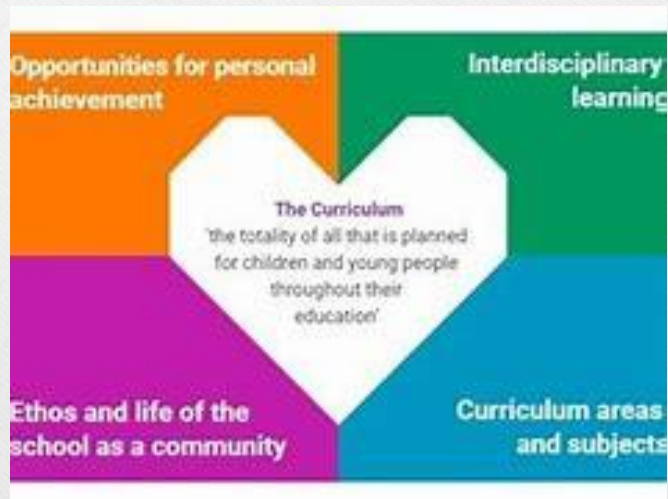 Opportunities for personal
achievement
Interdisciplinary
learning
The Curriculum
'the totality of all that is planned
for children and young people
throughout their
education'
Ethos and life of the
school as a community
Curriculum areas
and subjects